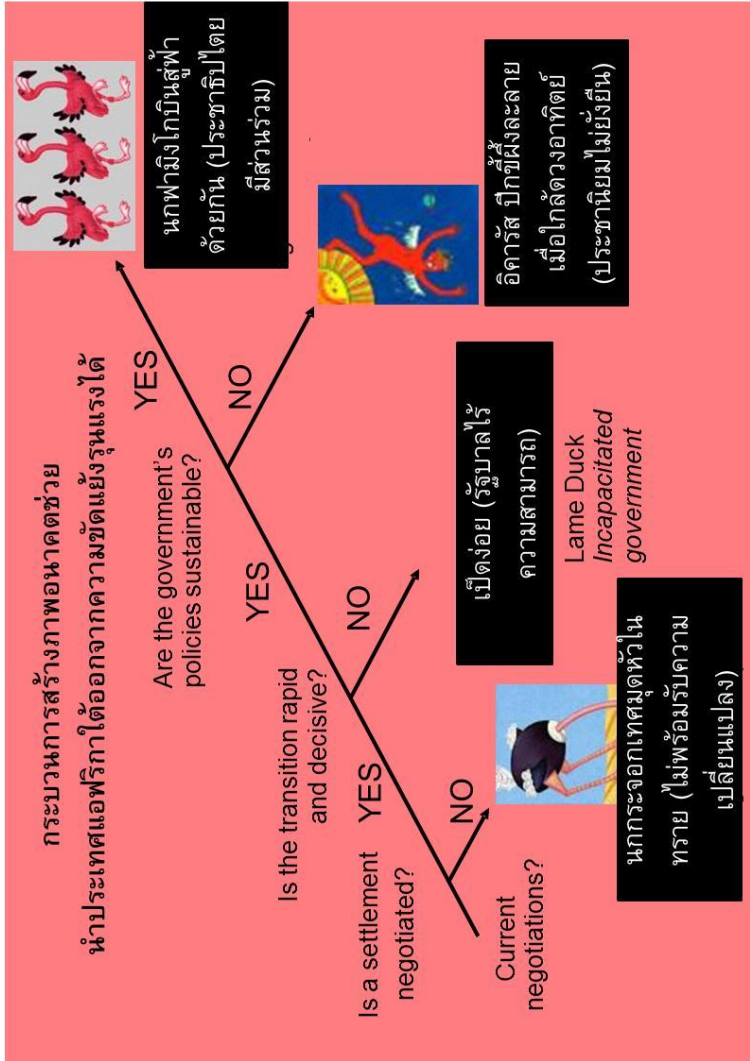 กระบวนการสร้างภาพอนาคตช่วย
นำประเทศแอฟริกาใต้ออกจากความขัดแย้งรุนแรงได้
นกฟามิงโกบินสู่ฟ้า
ด้วยกัน (ประชาธิปไตย
มีส่วนร่วม)
YES
Are the government's
policies sustainable?
NO
อิคารัส ปีกขี้ผึ้งละลาย
เมื่อใกล้ดวงอาทิตย์
(ประชานิยมไม่ยั่งยืน)
YES
Is the transition rapid
and decisive?
NO
เป็ดง่อย (รัฐบาลไร้
ความสามารถ)
Lame Duck
Incapacitated
government
YES
Is a settlement
negotiated?
NO
Current
negotiations?
นกกระจอกเทศมุดหัวใน
ทราย (ไม่พร้อมรับความ
เปลี่ยนแปลง)